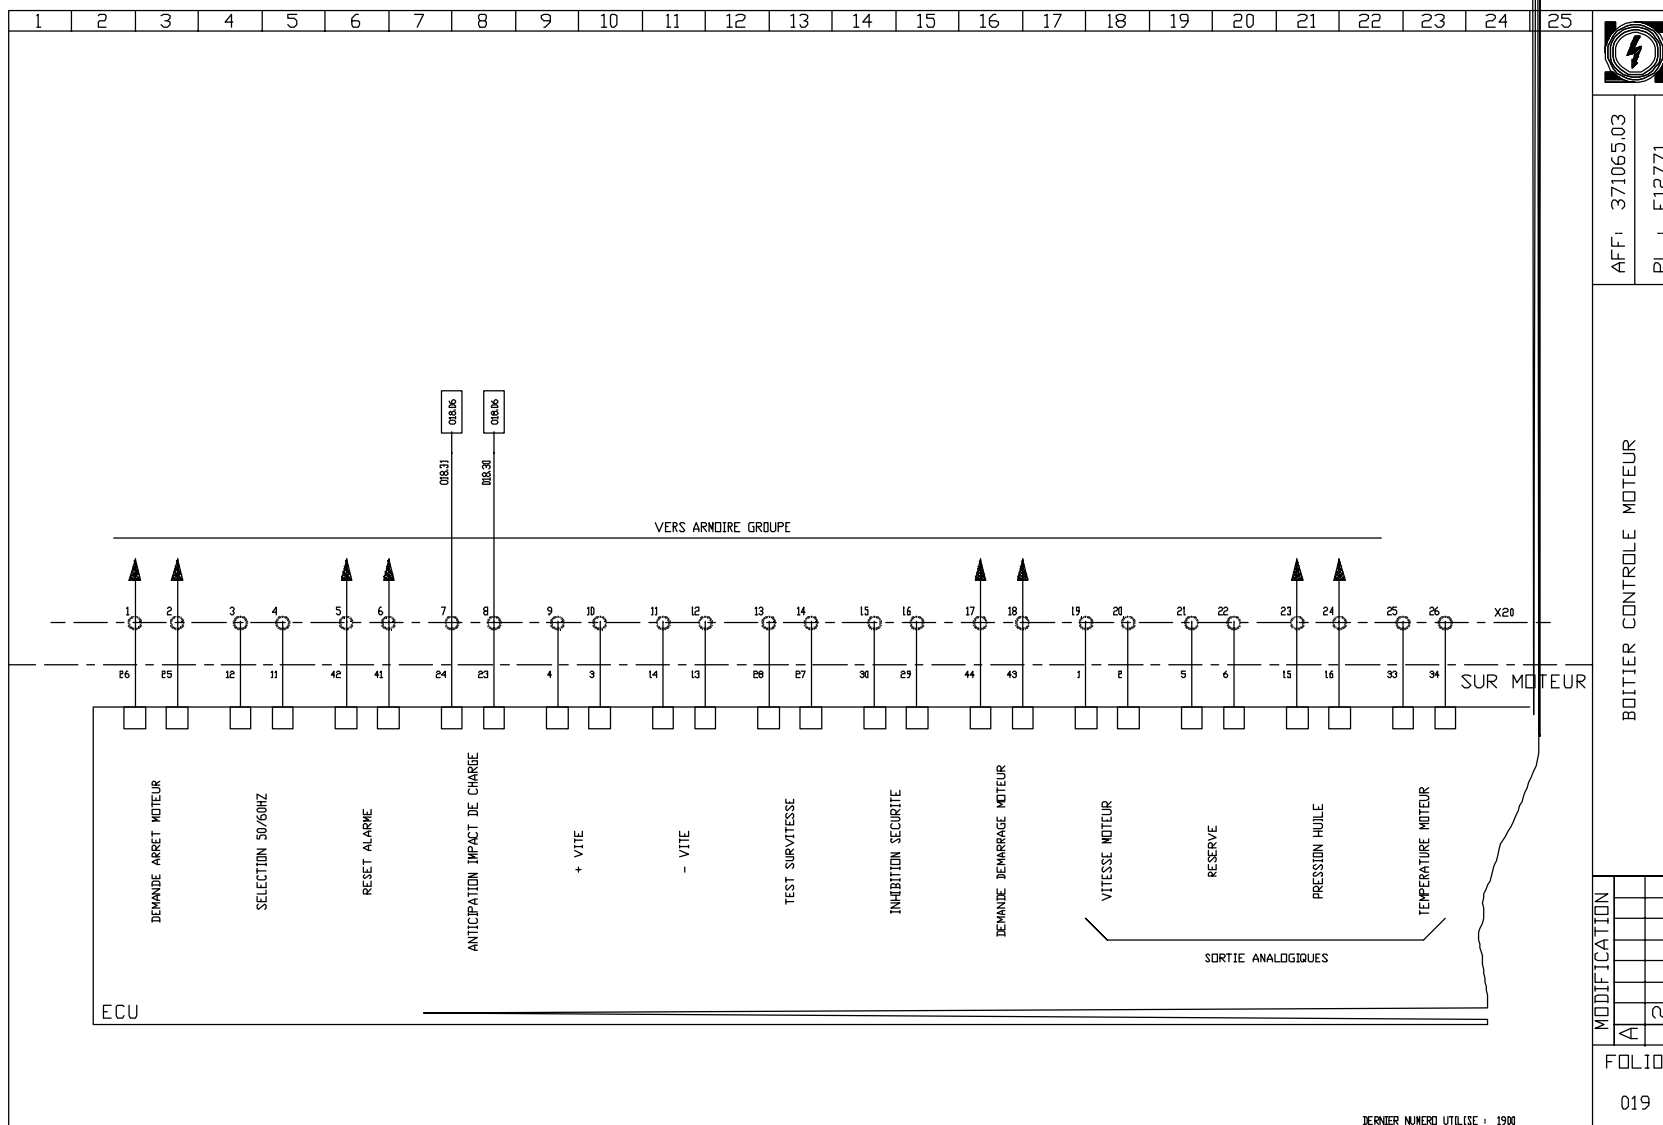 1 2 3 4 5 6 7 8 9 10 11 12 13 14 15 16 17 18 19 20 21 22 23 24 25
AFF: 371065.03
BOITIER CONTROLE MOTEUR
MODIFICATION
A
FOLIO
019
018.06 018.06
018.31 018.30
VERS ARMOIRE GROUPE
1 2 3 4 5 6 7 8 9 10 11 12 13 14 15 16 17 18 19 20 21 22 23 24 25 26 X20
26 25 12 11 42 41 24 23 4 3 14 13 28 27 30 29 44 43 1 2 5 6 15 16 33 34
SUR MOTEUR
DEMANDE ARRET MOTEUR
SELECTION 50/60HZ
RESET ALARME
ANTICIPATION IMPACT DE CHARGE
+ VITE
- VITE
TEST SURVITESSE
INHIBITION SECURITE
DEMANDE DEMARRAGE MOTEUR
VITESSE MOTEUR
RESERVE
PRESSION HUILE
TEMPERATURE MOTEUR
SORTIE ANALOGIQUES
ECU
DERNIER NUMERO UTILISE : 1900